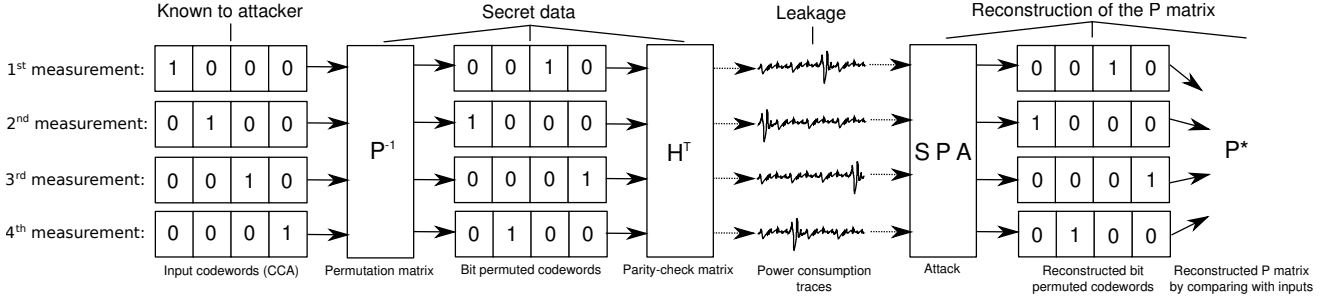 Known to attacker Secret data Leakage Reconstruction of the P matrix
1st measurement: 1 0 0 0 0 0 1 0 0 0 1 0
2nd measurement: 0 1 0 0 1 0 0 0 1 0 0 0
P-1 HT S P A P*
3rd measurement: 0 0 1 0 0 0 0 1 0 0 0 1
4th measurement: 0 0 0 1 0 1 0 0 0 1 0 0
Input codewords (CCA) Permutation matrix Bit permuted codewords Parity-check matrix Power consumption traces Attack Reconstructed bit permuted codewords Reconstructed P matrix by comparing with inputs